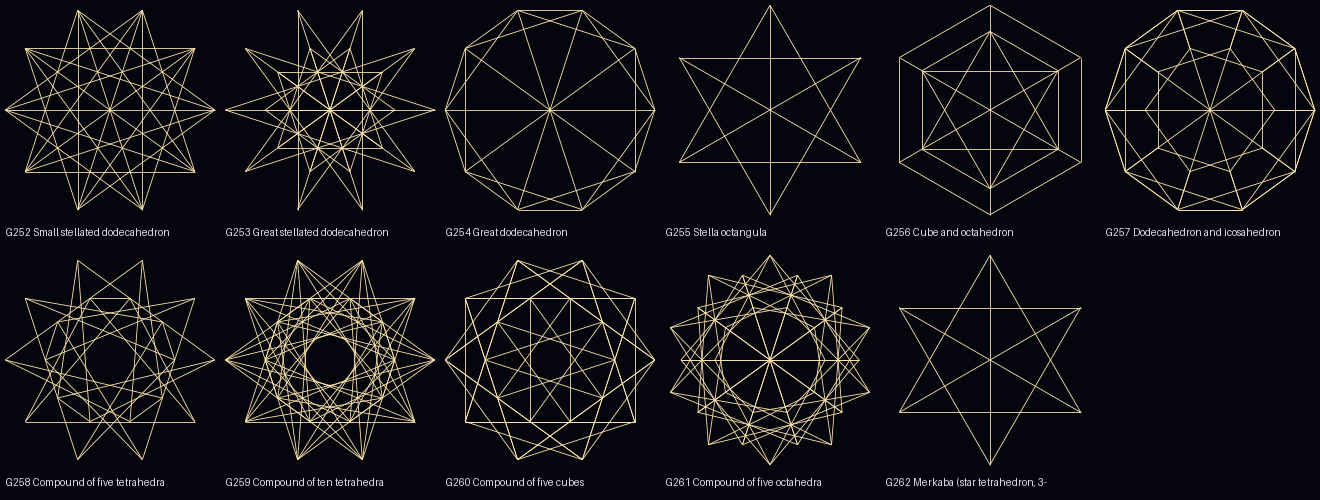 G252 Small stellated dodecahedron
G253 Great stellated dodecahedron
G254 Great dodecahedron
G255 Stella octangula
G256 Cube and octahedron
G257 Dodecahedron and icosahedron
G258 Compound of five tetrahedra
G259 Compound of ten tetrahedra
G260 Compound of five cubes
G261 Compound of five octahedra
G262 Merkaba (star tetrahedron, 3-